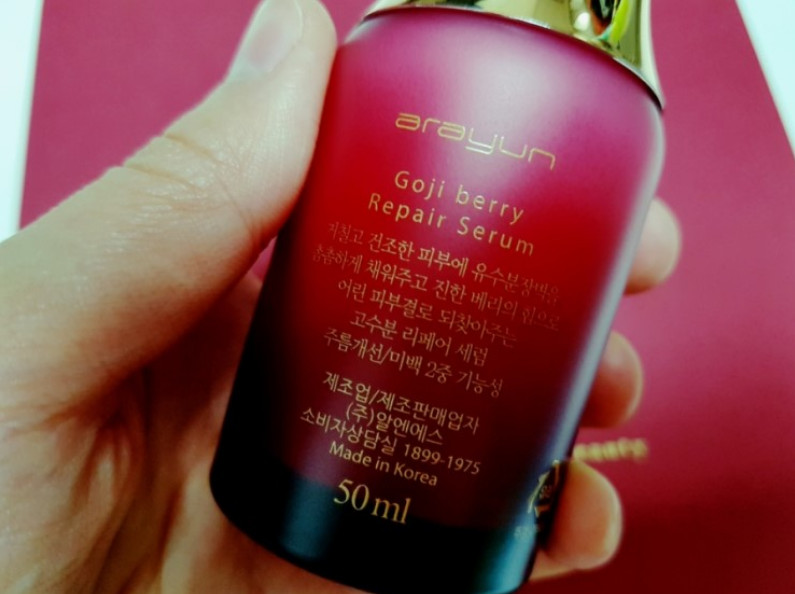 arayun
Goji berry
Repair Serum
거칠고 건조한 피부에 유수분장벽을
촘촘하게 채워주고 진한 베리의 힘으로
어린 피부결로 되찾아주는
고수분 리페어 세럼
주름개선/미백 2중 기능성
제조업/제조판매업자
(주)알엔에스
소비자상담실 1899-1975
Made in Korea
50 ml